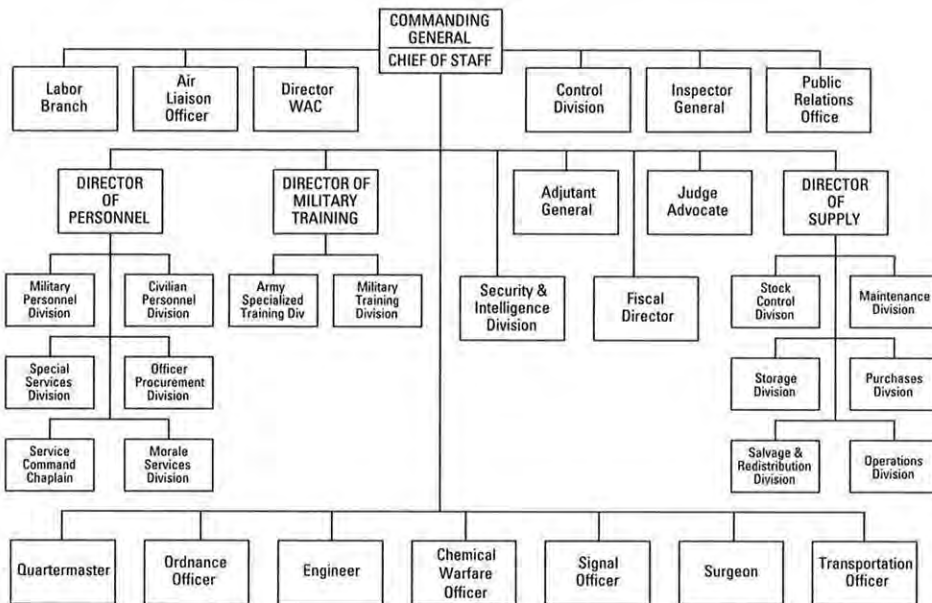 COMMANDING
GENERAL
CHIEF OF STAFF
Labor
Branch
Air
Liaison
Officer
Director
WAC
Control
Division
Inspector
General
Public
Relations
Office
DIRECTOR
OF
PERSONNEL
DIRECTOR OF
MILITARY
TRAINING
Adjutant
General
Judge
Advocate
DIRECTOR
OF
SUPPLY
Military
Personnel
Division
Civilian
Personnel
Division
Army
Specialized
Training Div
Military
Training
Division
Security &
Intelligence
Division
Fiscal
Director
Stock
Control
Divison
Maintenance
Division
Special
Services
Division
Officer
Procurement
Division
Storage
Division
Purchases
Divsion
Service
Command
Chaplain
Morale
Services
Division
Salvage &
Redistribution
Division
Operations
Division
Quartermaster
Ordnance
Officer
Engineer
Chemical
Warfare
Officer
Signal
Officer
Surgeon
Transportation
Officer